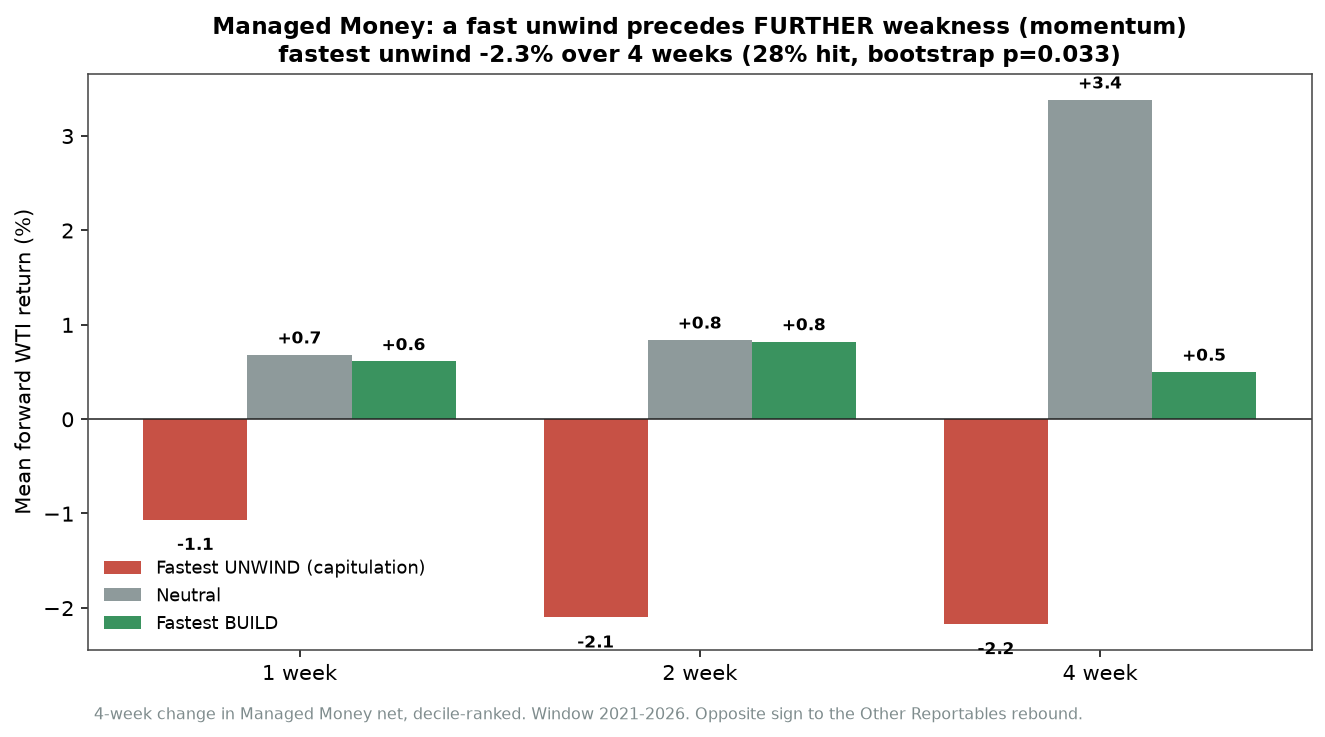 Managed Money: a fast unwind precedes FURTHER weakness (momentum)
fastest unwind -2.3% over 4 weeks (28% hit, bootstrap p=0.033)
Mean forward WTI return (%)
3
2
1
0
−1
−2
-1.1
+0.7
+0.6
-2.1
+0.8
+0.8
-2.2
+3.4
+0.5
Fastest UNWIND (capitulation)
Neutral
Fastest BUILD
1 week
2 week
4 week
4-week change in Managed Money net, decile-ranked. Window 2021-2026. Opposite sign to the Other Reportables rebound.